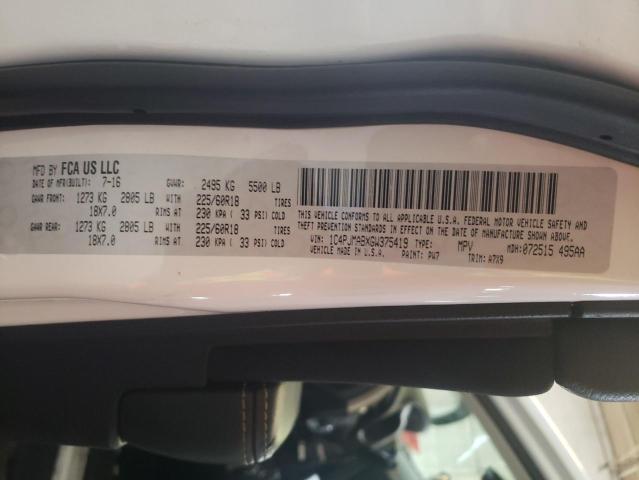 MFD BY FCA US LLC
DATE OF MFR(BUILT): 7-16 GVWR: 2495 KG 5500 LB
GAWR FRONT: 1273 KG 2805 LB WITH 225/60R18 TIRES
18X7.0 RIMS AT 230 KPA ( 33 PSI) COLD
GAWR REAR: 1273 KG 2805 LB WITH 225/60R18 TIRES
18X7.0 RIMS AT 230 KPA ( 33 PSI) COLD
THIS VEHICLE CONFORMS TO ALL APPLICABLE U.S.A. FEDERAL MOTOR VEHICLE SAFETY AND
THEFT PREVENTION STANDARDS IN EFFECT ON THE DATE OF MANUFACTURE SHOWN ABOVE.
VIN: 1C4PJMABXGW375419 TYPE: MPV MDH: 072515 495AA
MADE IN U.S.A. PAINT: PW7 TRIM: A7X9